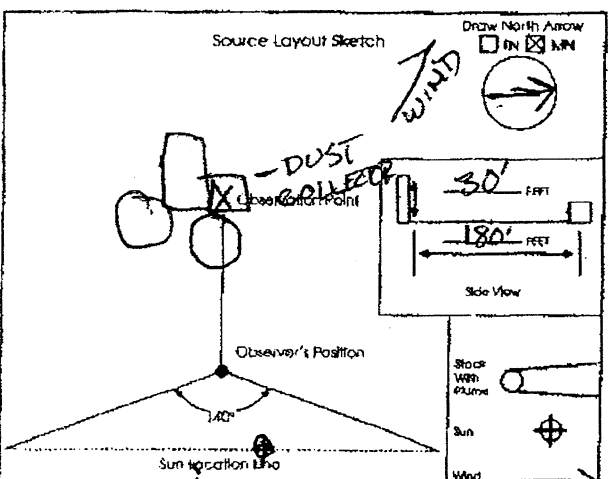 Draw North Arrow
Source Layout Sketch
TN MN
WIND
- DUST
COLLECTOR
X Observation Point
30' FEET
180' FEET
Side View
Observer's Position
Stack
With
Plume
140°
Sun
Sun Location Line
Wind